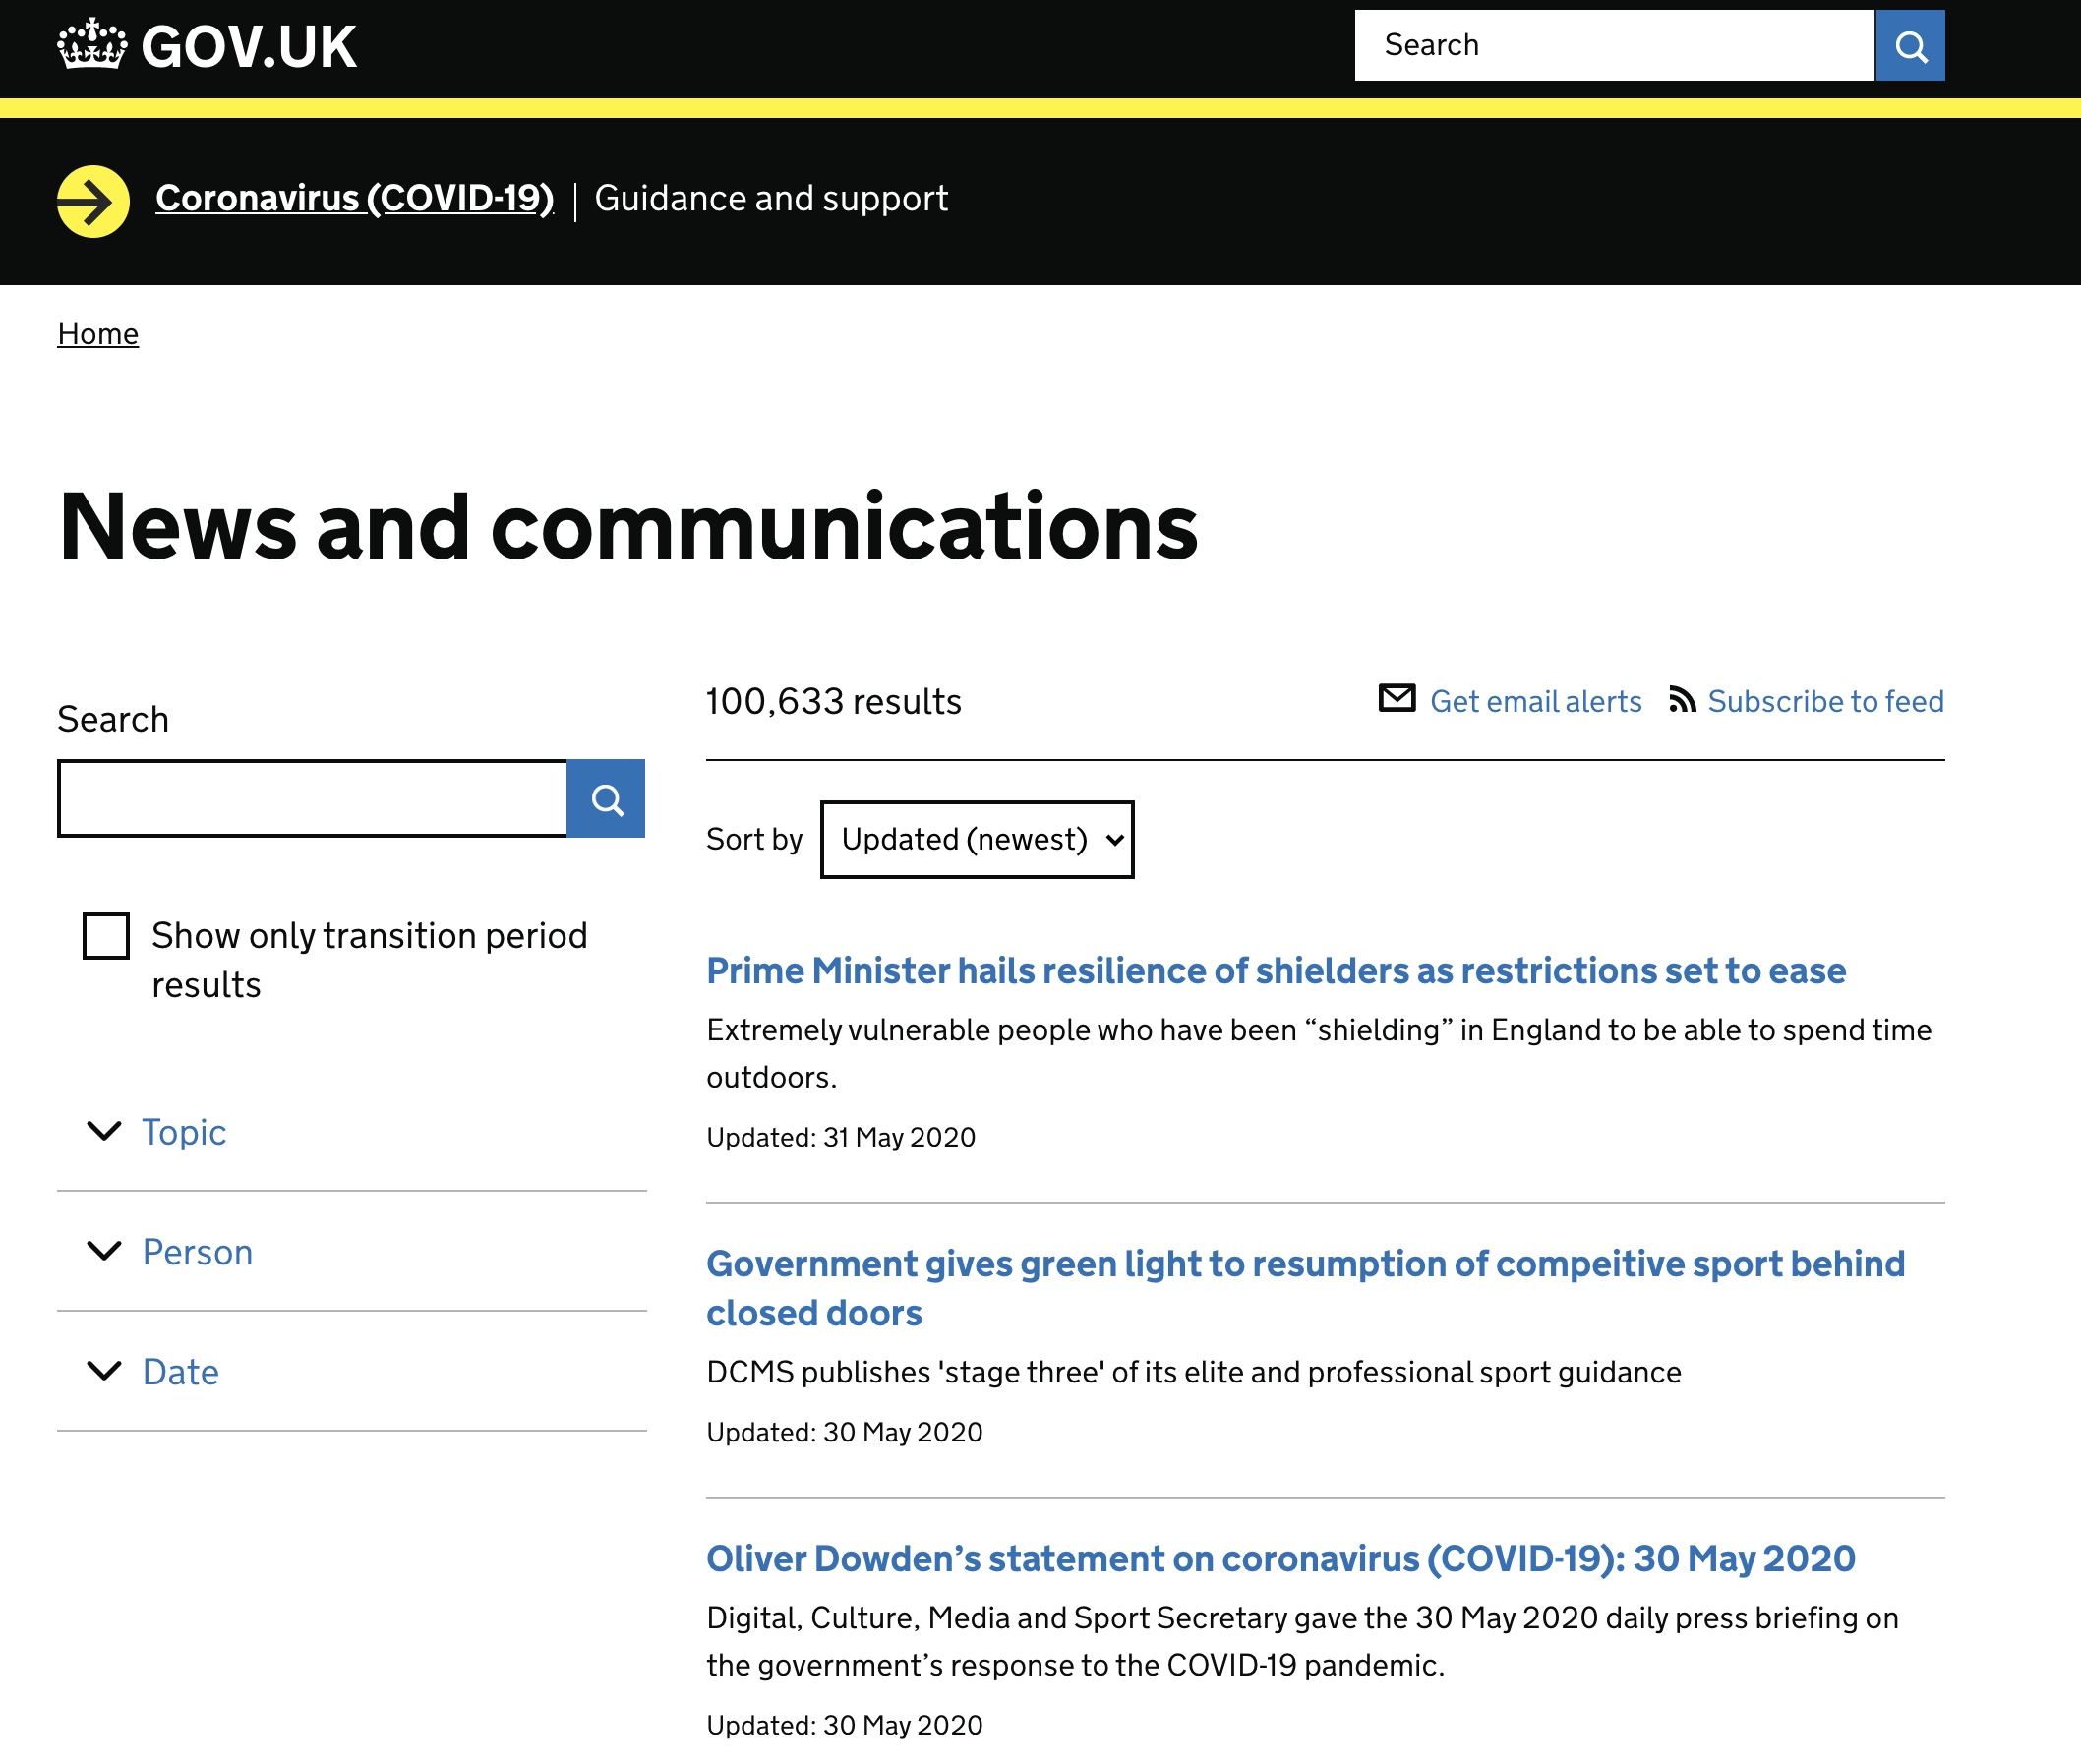 GOV.UK
Search
Coronavirus (COVID-19) | Guidance and support
Home
News and communications
Search
Show only transition period
results
Topic
Person
Date
100,633 results
Get email alerts
Subscribe to feed
Sort by Updated (newest)
Prime Minister hails resilience of shielders as restrictions set to ease
Extremely vulnerable people who have been “shielding” in England to be able to spend time
outdoors.
Updated: 31 May 2020
Government gives green light to resumption of compeitive sport behind
closed doors
DCMS publishes 'stage three' of its elite and professional sport guidance
Updated: 30 May 2020
Oliver Dowden’s statement on coronavirus (COVID-19): 30 May 2020
Digital, Culture, Media and Sport Secretary gave the 30 May 2020 daily press briefing on
the government’s response to the COVID-19 pandemic.
Updated: 30 May 2020